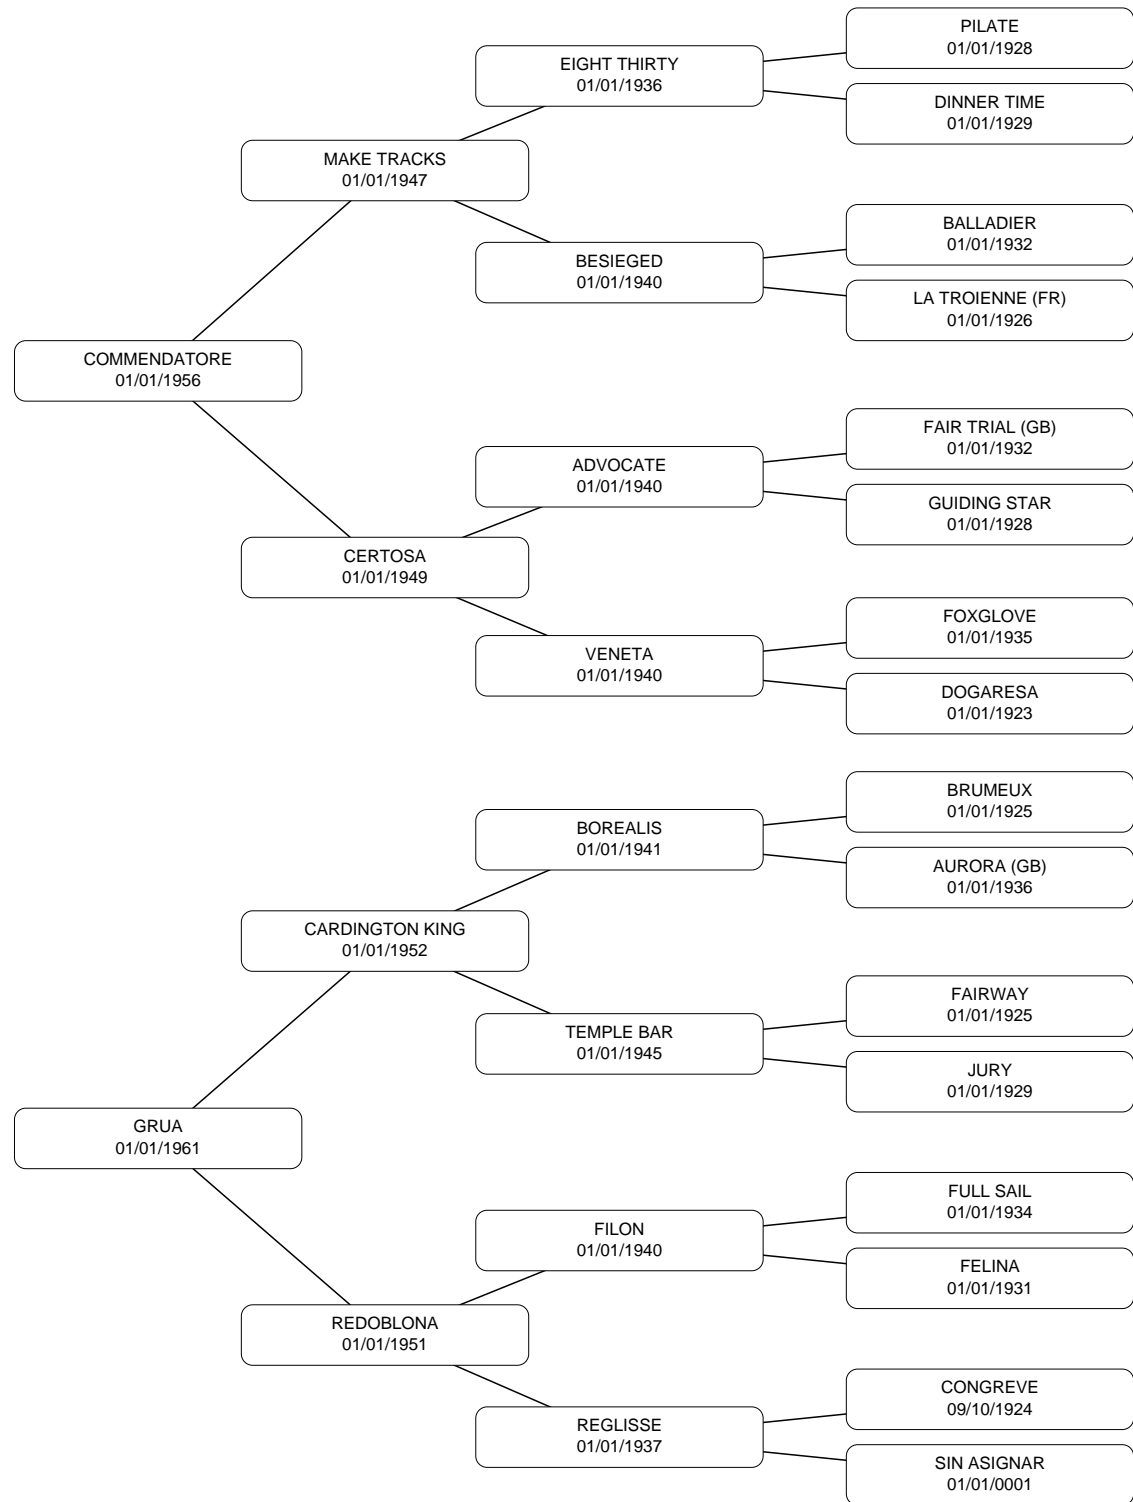 PILATE
01/01/1928
EIGHT THIRTY
01/01/1936
DINNER TIME
01/01/1929
MAKE TRACKS
01/01/1947
BALLADIER
01/01/1932
BESIEGED
01/01/1940
LA TROIENNE (FR)
01/01/1926
COMMENDATORE
01/01/1956
FAIR TRIAL (GB)
01/01/1932
ADVOCATE
01/01/1940
GUIDING STAR
01/01/1928
CERTOSA
01/01/1949
FOXGLOVE
01/01/1935
VENETA
01/01/1940
DOGARESA
01/01/1923
BRUMEUX
01/01/1925
BOREALIS
01/01/1941
AURORA (GB)
01/01/1936
CARDINGTON KING
01/01/1952
FAIRWAY
01/01/1925
TEMPLE BAR
01/01/1945
JURY
01/01/1929
GRUA
01/01/1961
FULL SAIL
01/01/1934
FILON
01/01/1940
FELINA
01/01/1931
REDOBLONA
01/01/1951
CONGREVE
09/10/1924
REGLISSE
01/01/1937
SIN ASIGNAR
01/01/0001